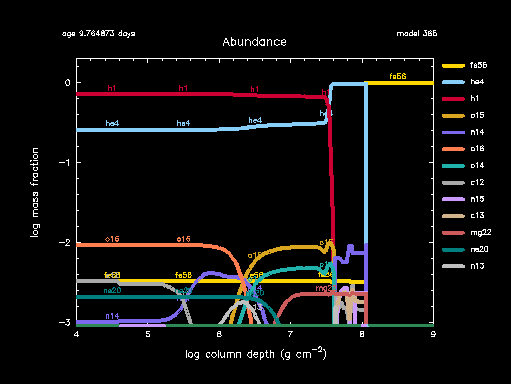 age 9.764873 days
model 365
Abundance
log mass fraction
0
−1
−2
−3
4
5
6
7
8
9
log column depth (g cm⁻²)
h1
h1
h1
he4
he4
he4
fe56
o16
o16
fe56
fe56
ne20
n14
o15
fe56
he4
h1
o15
n14
o16
o14
c12
n15
c13
mg22
ne20
n13